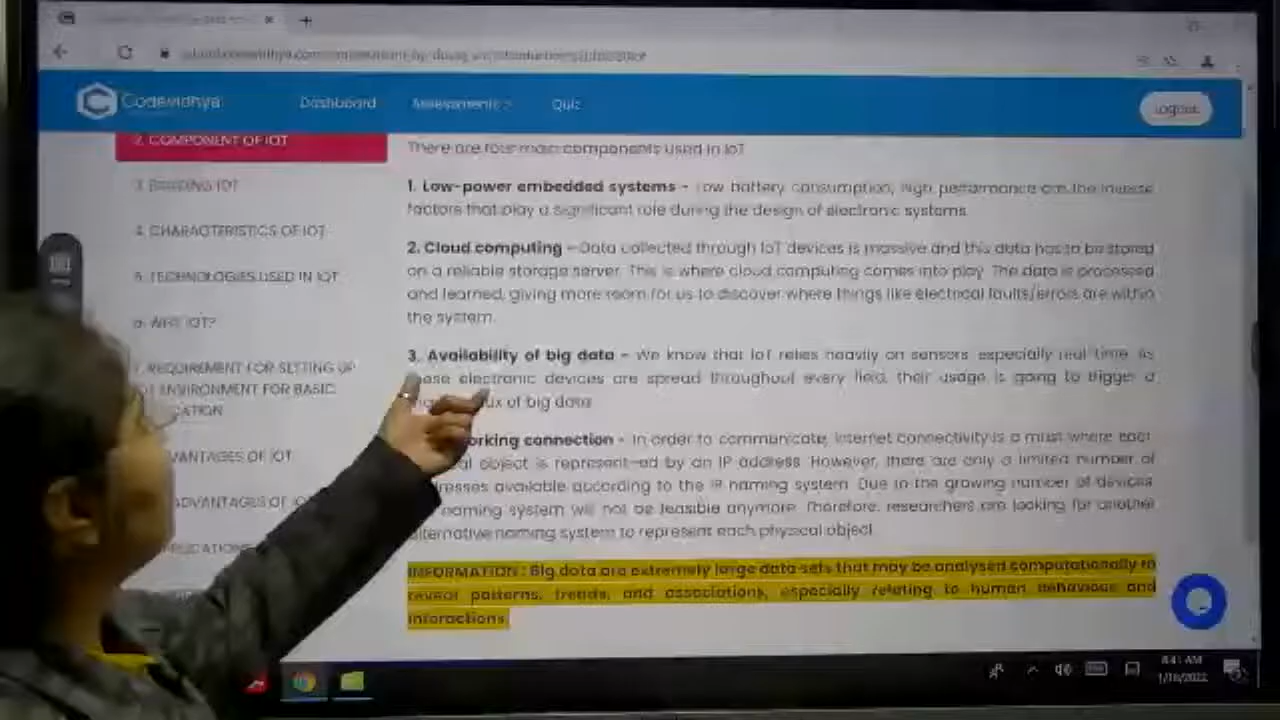 Codevidhya
Dashboard
Assessments
Quiz
Logout
2. COMPONENT OF IOT
4. CHARACTERISTICS OF IOT
5. TECHNOLOGIES USED IN IOT
6. WHY IOT?
REQUIREMENT FOR SETTING UP
ENVIRONMENT FOR BASIC
There are four main components used in IoT
1. Low-power embedded systems - Low battery consumption, high performance are the inverse
factors that play a significant role during the design of electronic systems.
2. Cloud computing – Data collected through IoT devices is massive and this data has to be stored
on a reliable storage server. This is where cloud computing comes into play. The data is processed
and learned, giving more room for us to discover where things like electrical faults/errors are within
the system.
3. Availability of big data – We know that IoT relies heavily on sensors, especially real-time. As
electronic devices are spread throughout every field, their usage is going to trigger a
of big data.
connection - In order to communicate, internet connectivity is a must where each
object is represent-ed by an IP address. However, there are only a limited number of
available according to the IP naming system. Due to the growing number of devices,
naming system will not be feasible anymore. Therefore, researchers are looking for another
alternative naming system to represent each physical object.
INFORMATION : Big data are extremely large data sets that may be analysed computationally to
reveal patterns, trends, and associations, especially relating to human behaviour and
interactions.
8:41 AM